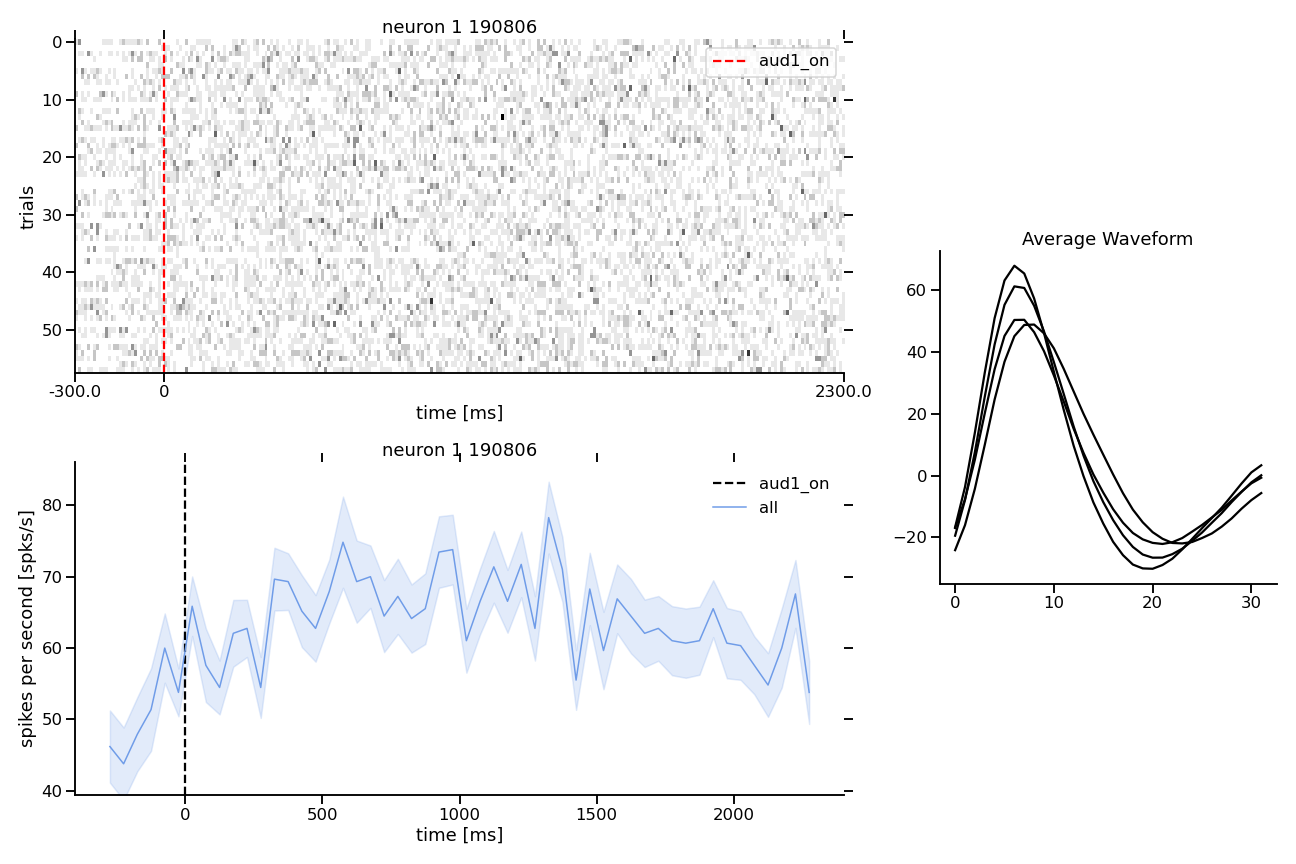 neuron 1 190806
0
10
20
30
40
50
trials
aud1_on
-300.0
0
2300.0
time [ms]
neuron 1 190806
80
70
60
50
40
spikes per second [spks/s]
aud1_on
all
0
500
1000
1500
2000
time [ms]
Average Waveform
60
40
20
0
−20
0
10
20
30